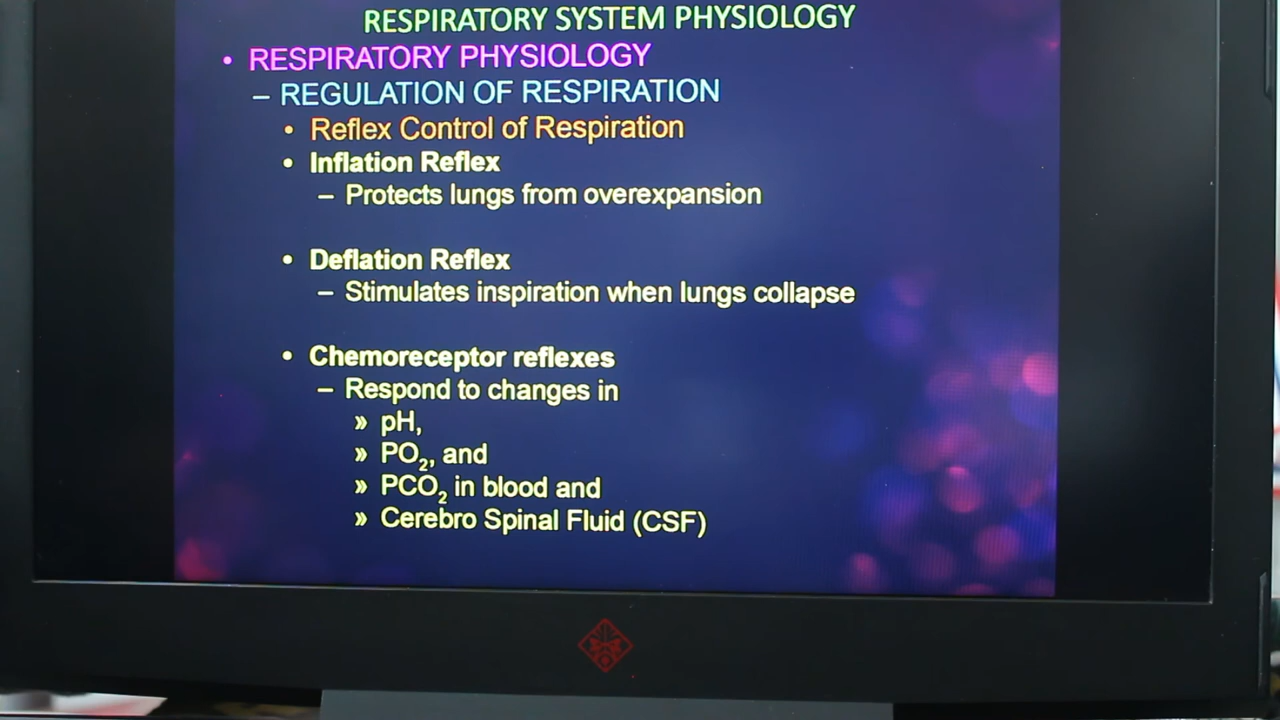 RESPIRATORY SYSTEM PHYSIOLOGY
• RESPIRATORY PHYSIOLOGY
– REGULATION OF RESPIRATION
• Reflex Control of Respiration
• Inflation Reflex
– Protects lungs from overexpansion
• Deflation Reflex
– Stimulates inspiration when lungs collapse
• Chemoreceptor reflexes
– Respond to changes in
» pH,
» PO₂, and
» PCO₂ in blood and
» Cerebro Spinal Fluid (CSF)